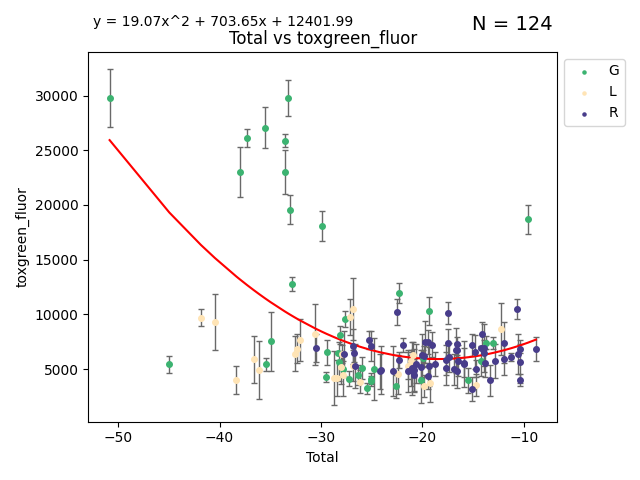 y = 19.07x^2 + 703.65x + 12401.99
N = 124
Total vs toxgreen_fluor
G
L
R
30000
25000
20000
15000
10000
5000
toxgreen_fluor
−50
−40
−30
−20
−10
Total